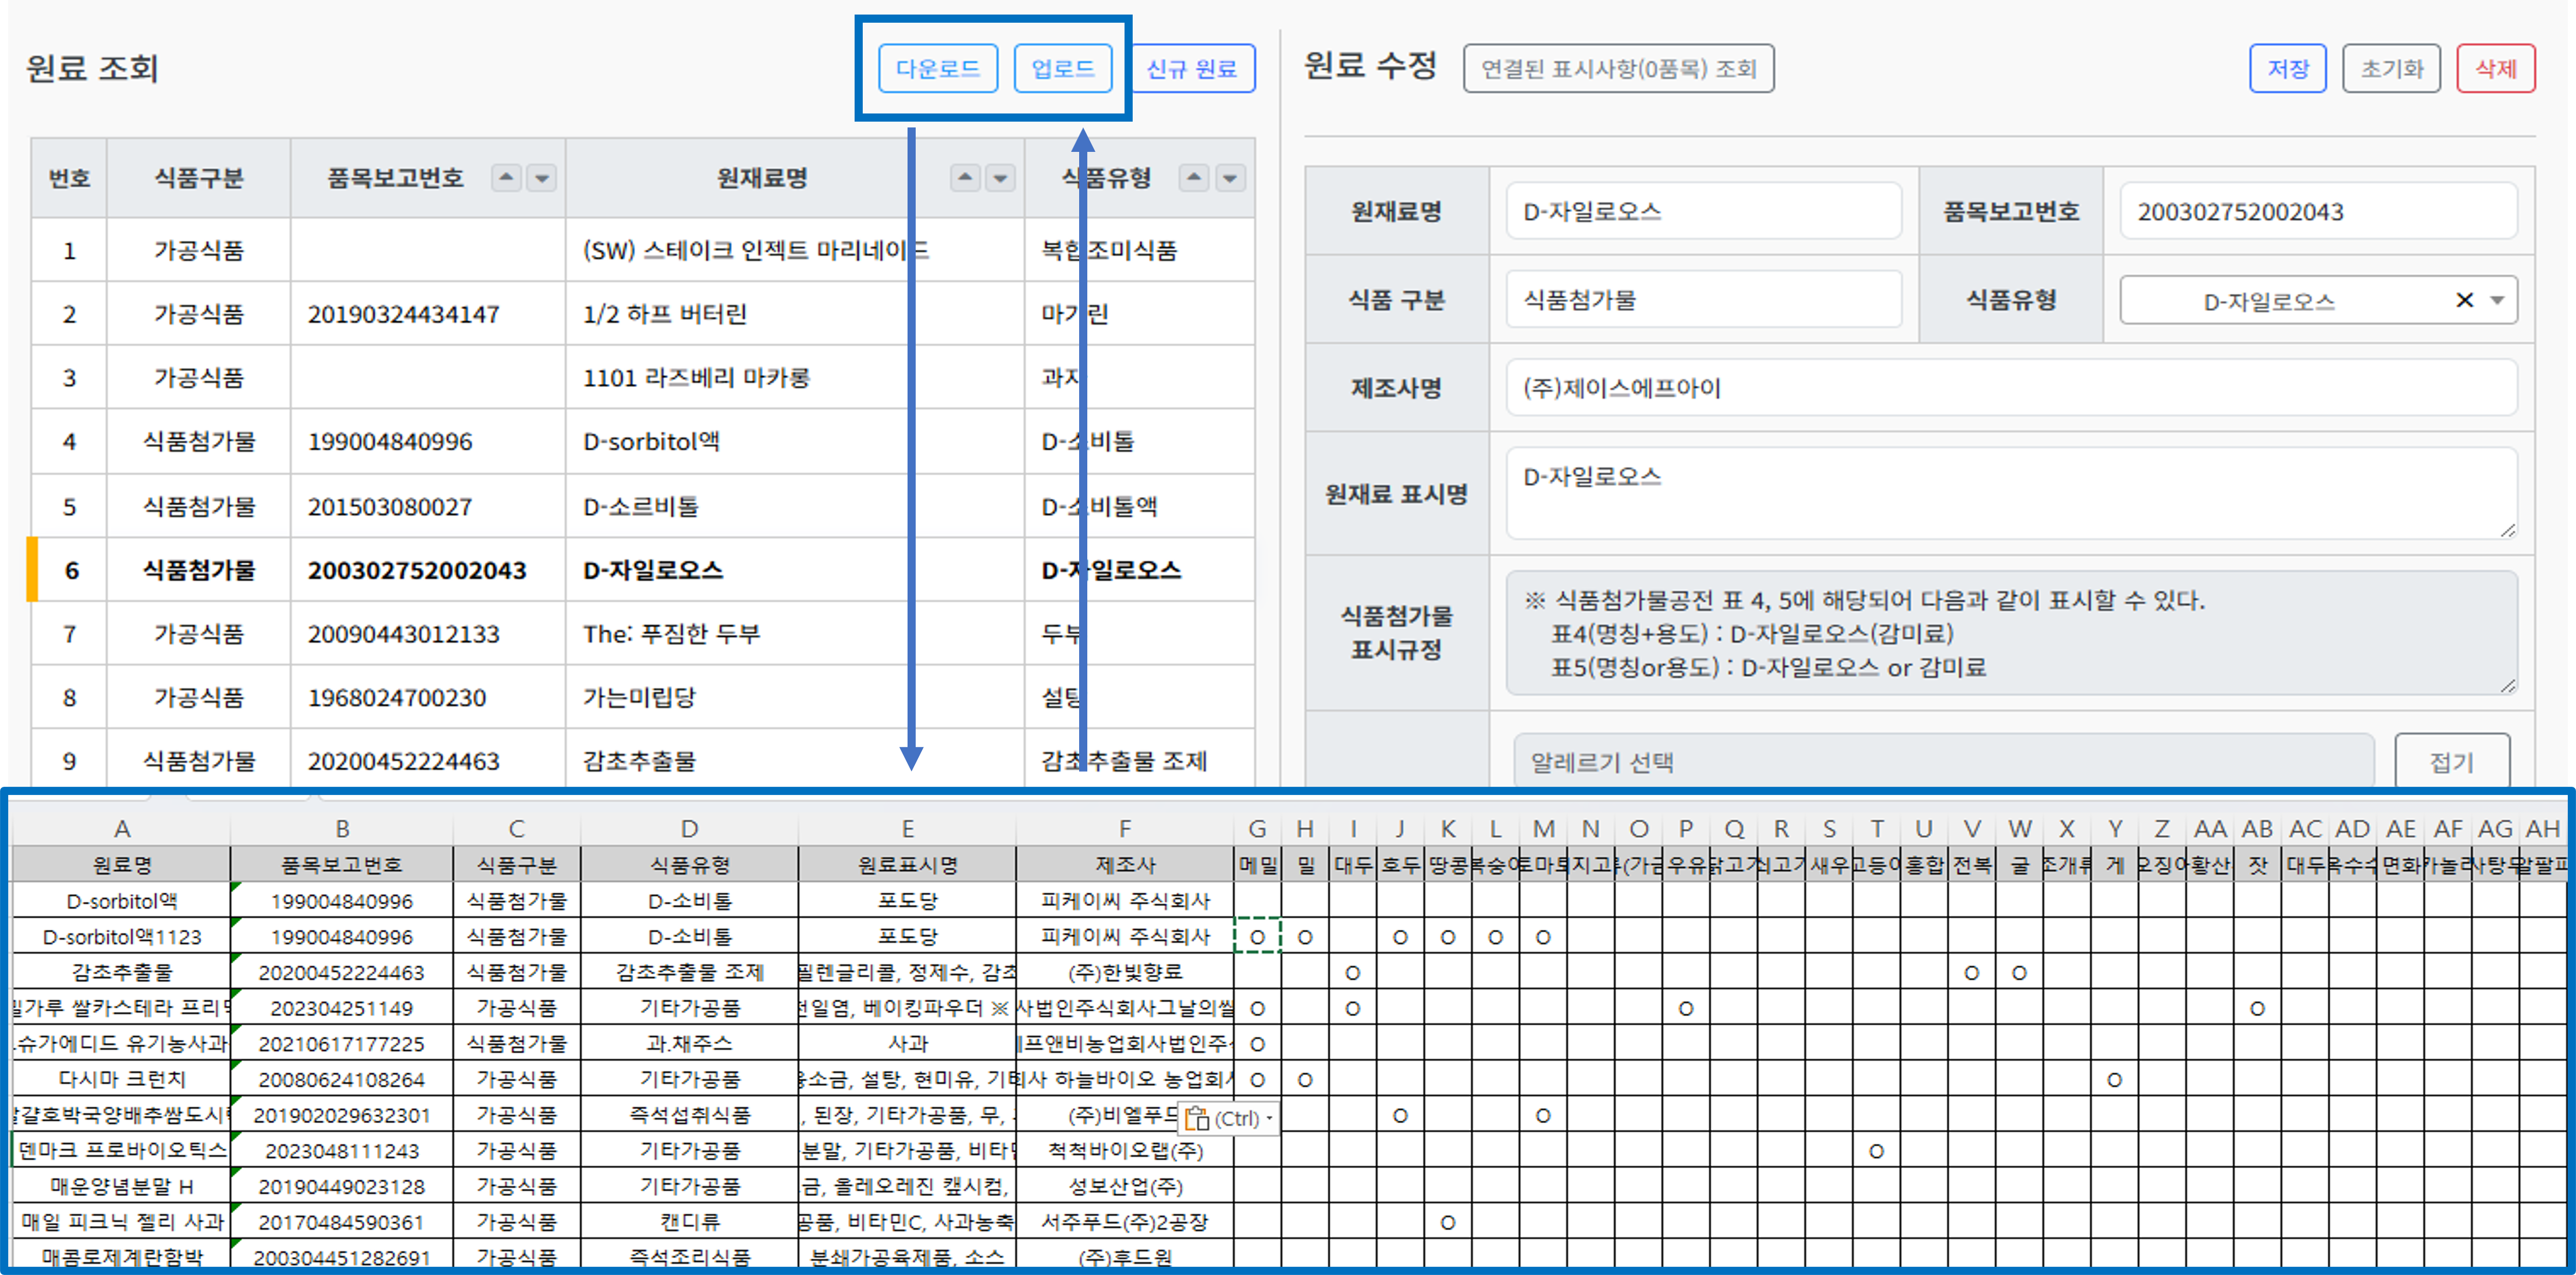 원료 조회 다운로드 업로드 신규 원료
번호 식품구분 품목보고번호 원재료명 식품유형
1 가공식품 (SW) 스테이크 인젝트 마리네이드 복합조미식품
2 가공식품 20190324434147 1/2 하프 버터린 마가린
3 가공식품 1101 라즈베리 마카롱 과자
4 식품첨가물 199004840996 D-sorbitol액 D-소비톨
5 식품첨가물 201503080027 D-소르비톨 D-소비톨액
6 식품첨가물 200302752002043 D-자일로오스 D-자일로오스
7 가공식품 20090443012133 The: 푸짐한 두부 두부
8 가공식품 1968024700230 가는미립당 설탕
9 식품첨가물 20200452224463 감초추출물 감초추출물 조제
원료 수정 연결된 표시사항(0품목) 조회 저장 초기화 삭제
원재료명 D-자일로오스 품목보고번호 200302752002043
식품 구분 식품첨가물 식품유형 D-자일로오스 ✕
제조사명 (주)제이스에프아이
원재료 표시명 D-자일로오스
식품첨가물
표시규정
※ 식품첨가물공전 표 4, 5에 해당되어 다음과 같이 표시할 수 있다.
표4(명칭+용도) : D-자일로오스(감미료)
표5(명칭or용도) : D-자일로오스 or 감미료
알레르기 선택 접기
A B C D E F G H I J K L M N O P Q R S T U V W X Y Z AA AB AC AD AE AF AG AH
원료명 품목보고번호 식품구분 식품유형 원료표시명 제조사 메밀 밀 대두 호두 땅콩 복숭아 토마토 지고 (가금 우유 닭고기 쇠고기 새우 고등어 홍합 전복 굴 조개류 게 오징어 황산 잣 대두 옥수수 면화 카놀라 사탕무 알팔파
D-sorbitol액 199004840996 식품첨가물 D-소비톨 포도당 피케이씨 주식회사
D-sorbitol액1123 199004840996 식품첨가물 D-소비톨 포도당 피케이씨 주식회사 O O O O O O
감초추출물 20200452224463 식품첨가물 감초추출물 조제 필렌글리콜, 정제수, 감초 (주)한빛향료 O O O
밀가루 쌀카스테라 프리믹 202304251149 가공식품 기타가공품 천일염, 베이킹파우더 ※ 사법인주식회사그날의쌀 O O O O
슈가에디드 유기농사과 20210617177225 식품첨가물 과.채주스 사과 프앤비농업회사법인주식 O
다시마 크런치 20080624108264 가공식품 기타가공품 용소금, 설탕, 현미유, 기타 회사 하늘바이오 농업회사 O O O
갈호박국양배추쌈도시락 201902029632301 가공식품 즉석섭취식품 , 된장, 기타가공품, 무, (주)비엘푸드 (Ctrl) O O
덴마크 프로바이오틱스 2023048111243 가공식품 기타가공품 분말, 기타가공품, 비타민 척척바이오랩(주) O
매운양념분말 H 20190449023128 가공식품 기타가공품 금, 올레오레진 캪시컴, 성보산업(주)
매일 피크닉 젤리 사과 20170484590361 가공식품 캔디류 공품, 비타민C, 사과농축 서주푸드(주)2공장 O
매콤로제계란함박 200304451282691 가공식품 즉석조리식품 분쇄가공육제품, 소스 (주)후드원